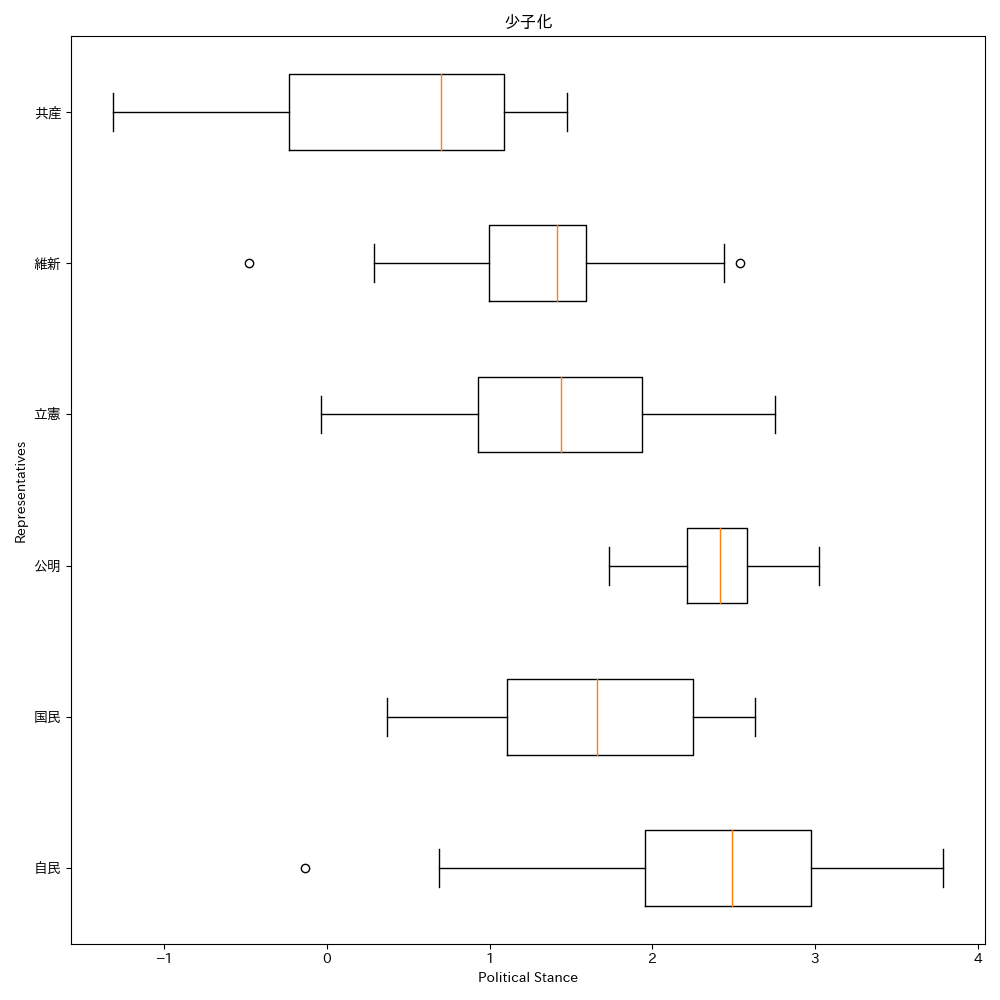 少子化
共産
維新
立憲
公明
国民
自民
Representatives
−1
0
1
2
3
4
Political Stance